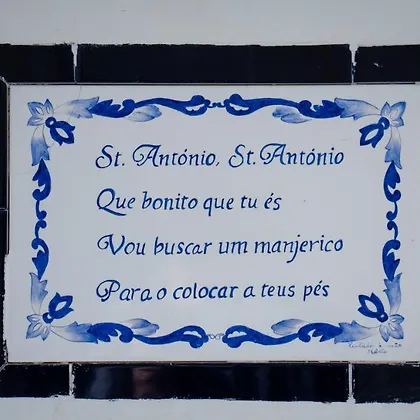 St. António, St. António
Que bonito que tu és
Vou buscar um manjerico
Para o colocar a teus pés